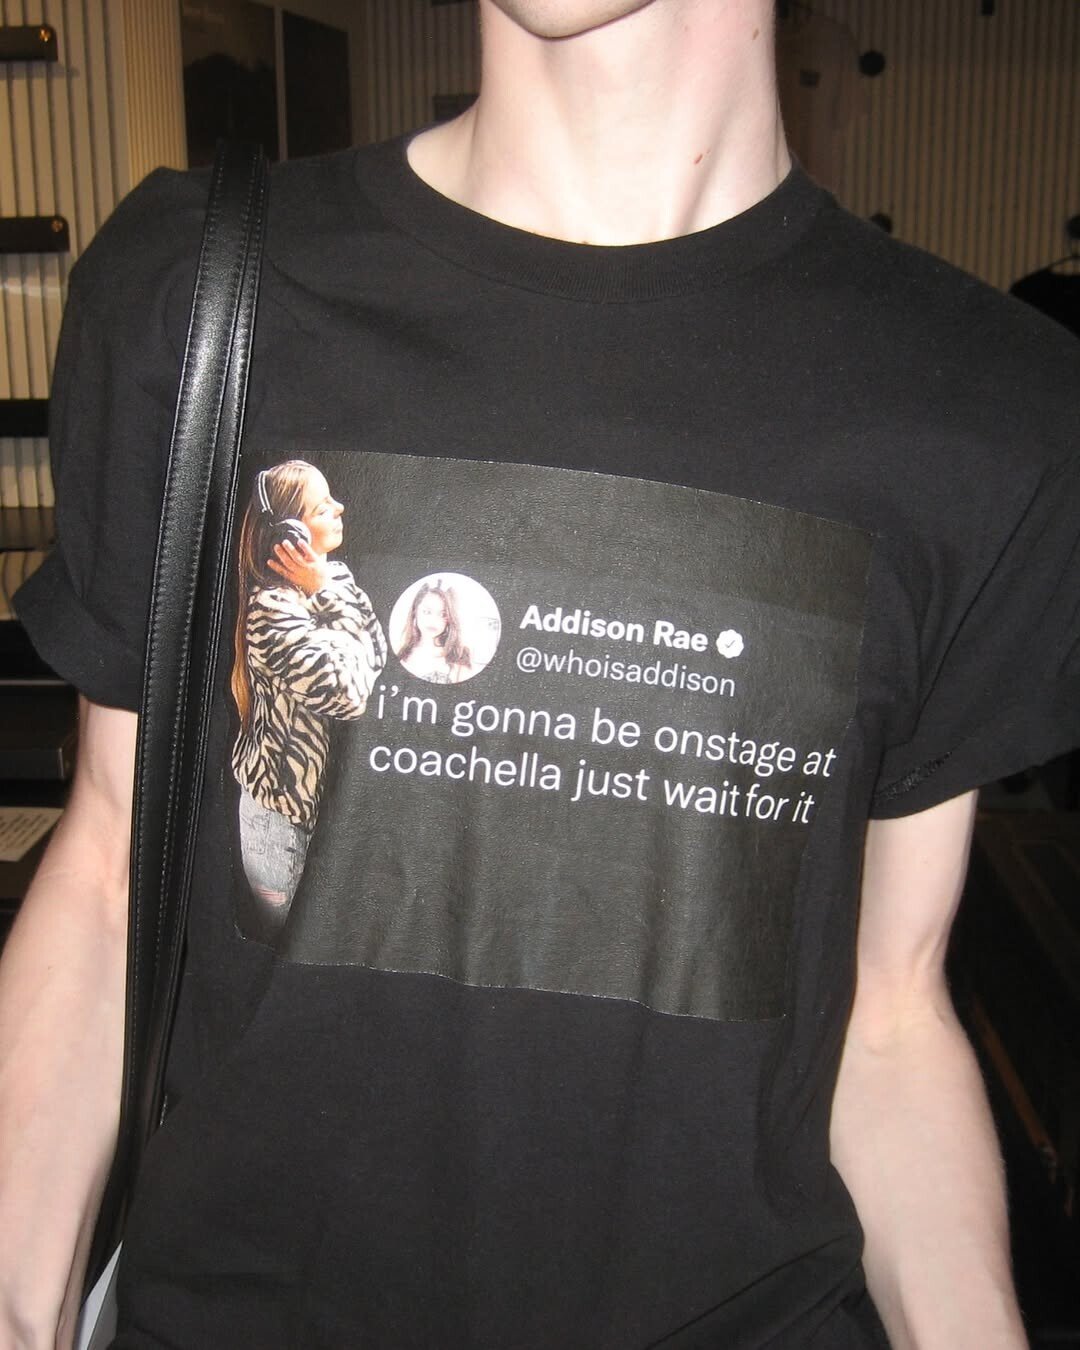 Addison Rae
@whoisaddison
i'm gonna be onstage at
coachella just wait for it